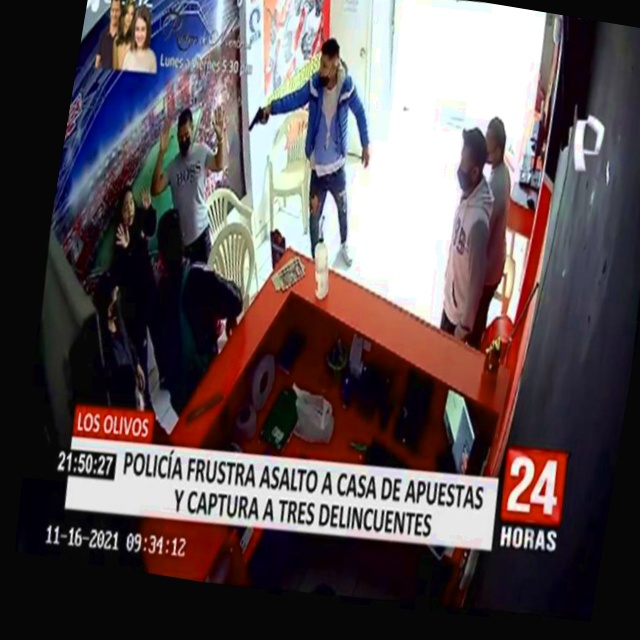 Lunes a viernes 5:30
BOSS
P
LOS OLIVOS
21:50:27
POLICÍA FRUSTRA ASALTO A CASA DE APUESTAS
Y CAPTURA A TRES DELINCUENTES
24
HORAS
11-16-2021 09:34:12